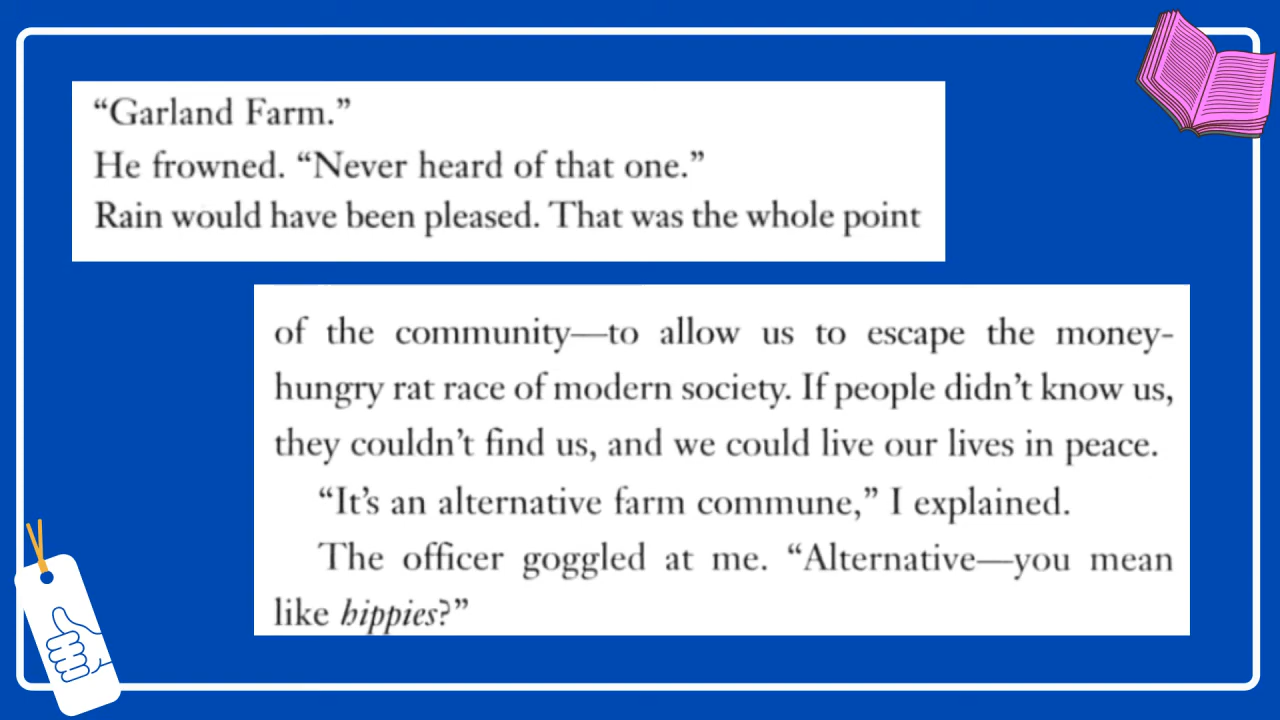 “Garland Farm.”
He frowned. “Never heard of that one.”
Rain would have been pleased. That was the whole point
of the community—to allow us to escape the money-
hungry rat race of modern society. If people didn’t know us,
they couldn’t find us, and we could live our lives in peace.
“It’s an alternative farm commune,” I explained.
The officer goggled at me. “Alternative—you mean
like hippies?”